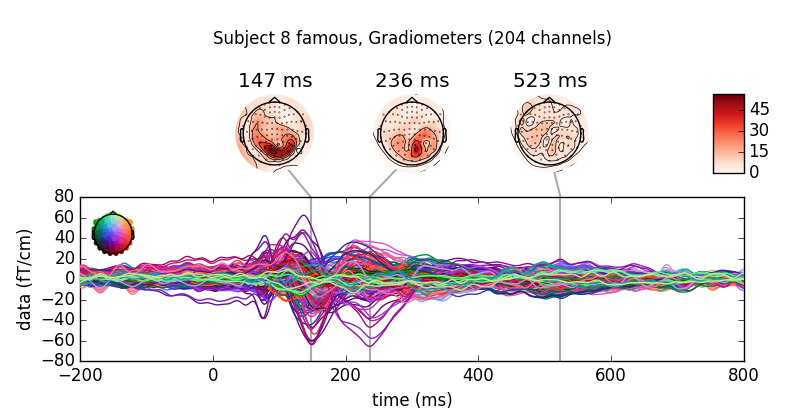 Subject 8 famous, Gradiometers (204 channels)
147 ms 236 ms 523 ms
45
30
15
0
80
60
40
20
0
−20
−40
−60
−80
data (fT/cm)
−200 0 200 400 600 800
time (ms)